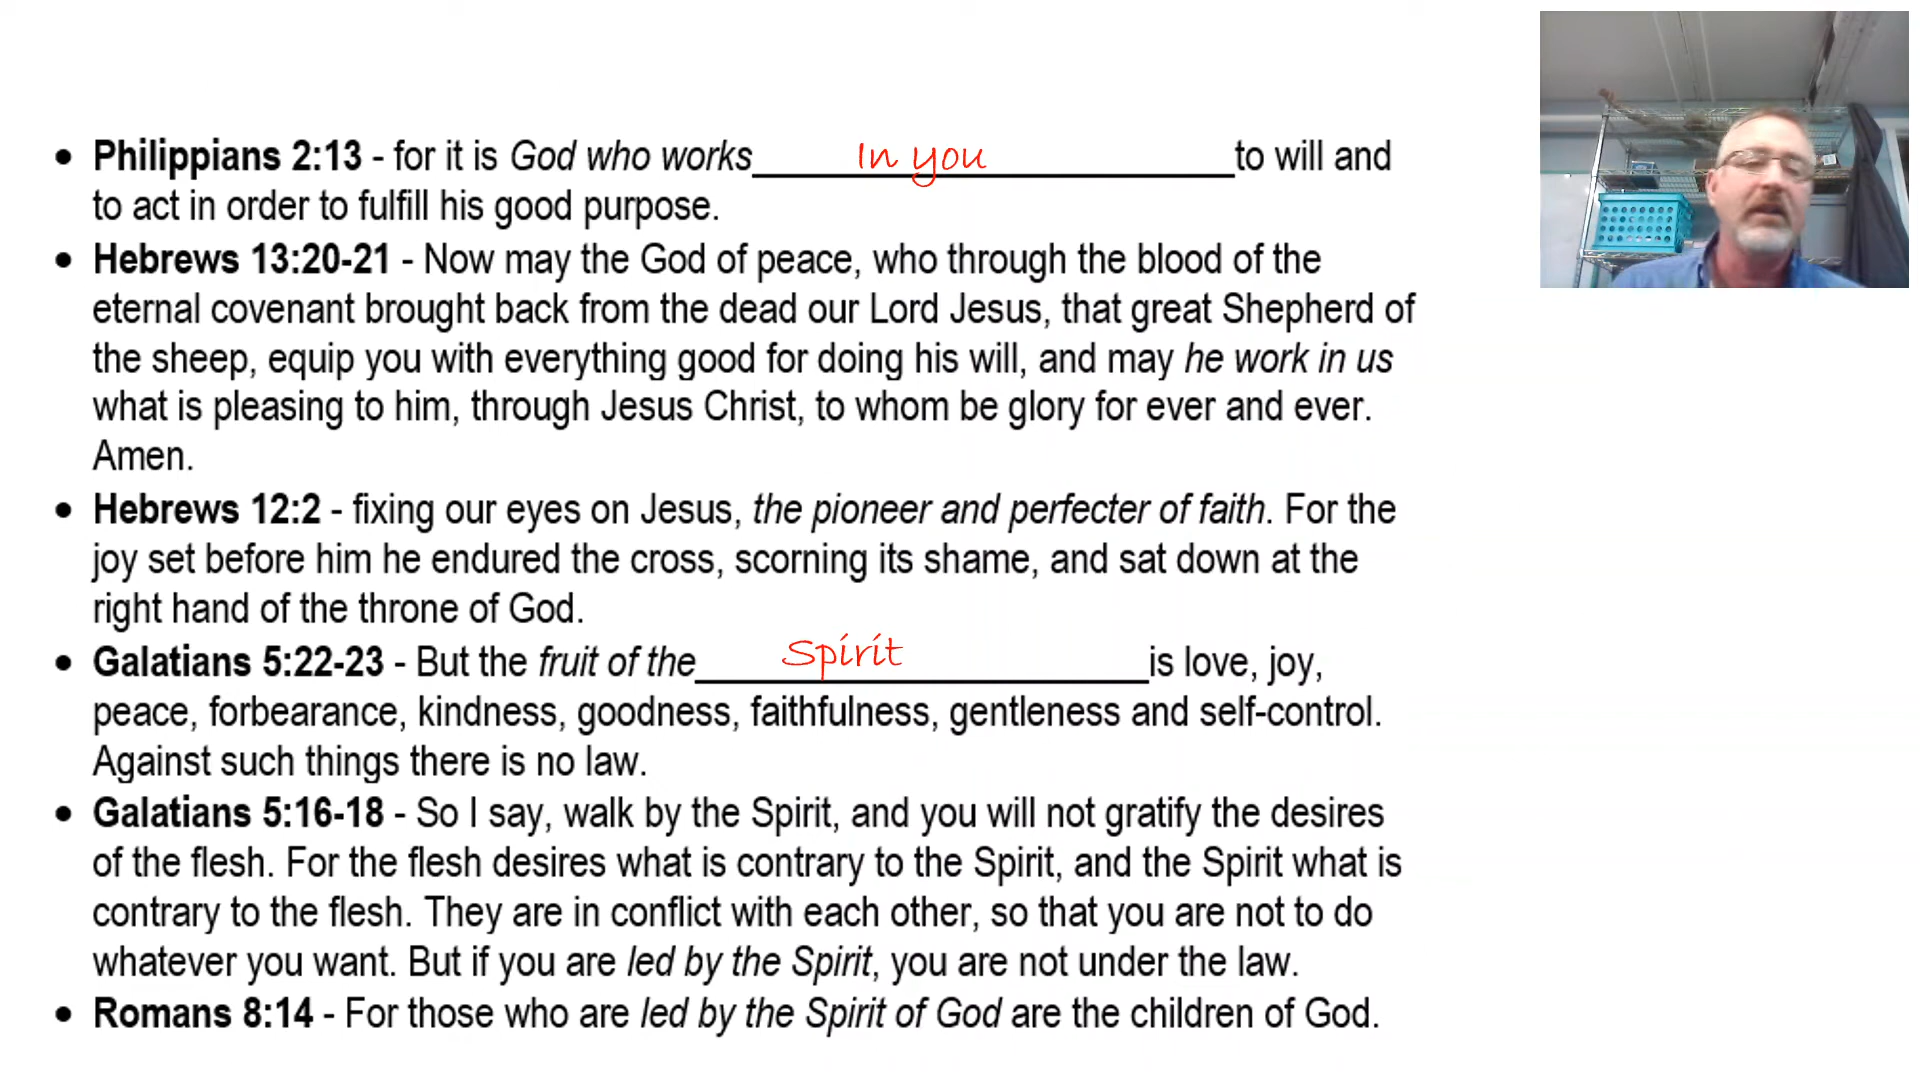 • Philippians 2:13 - for it is God who works In you to will and
to act in order to fulfill his good purpose.
• Hebrews 13:20-21 - Now may the God of peace, who through the blood of the
eternal covenant brought back from the dead our Lord Jesus, that great Shepherd of
the sheep, equip you with everything good for doing his will, and may he work in us
what is pleasing to him, through Jesus Christ, to whom be glory for ever and ever.
Amen.
• Hebrews 12:2 - fixing our eyes on Jesus, the pioneer and perfecter of faith. For the
joy set before him he endured the cross, scorning its shame, and sat down at the
right hand of the throne of God.
• Galatians 5:22-23 - But the fruit of the Spirit is love, joy,
peace, forbearance, kindness, goodness, faithfulness, gentleness and self-control.
Against such things there is no law.
• Galatians 5:16-18 - So I say, walk by the Spirit, and you will not gratify the desires
of the flesh. For the flesh desires what is contrary to the Spirit, and the Spirit what is
contrary to the flesh. They are in conflict with each other, so that you are not to do
whatever you want. But if you are led by the Spirit, you are not under the law.
• Romans 8:14 - For those who are led by the Spirit of God are the children of God.